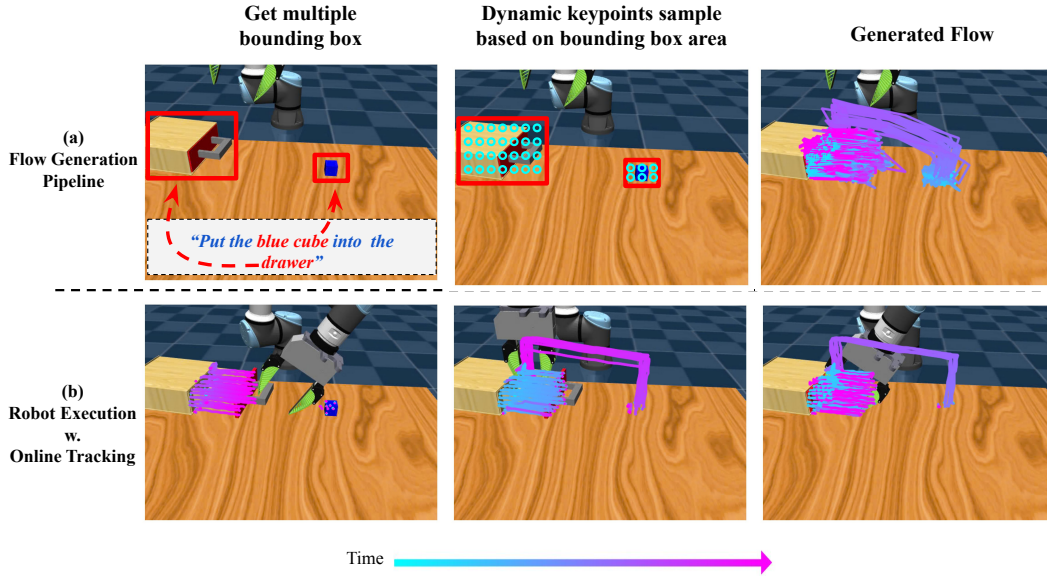 Get multiple
bounding box
Dynamic keypoints sample
based on bounding box area
Generated Flow
(a)
Flow Generation
Pipeline
“Put the blue cube into the
drawer”
(b)
Robot Execution
w.
Online Tracking
Time